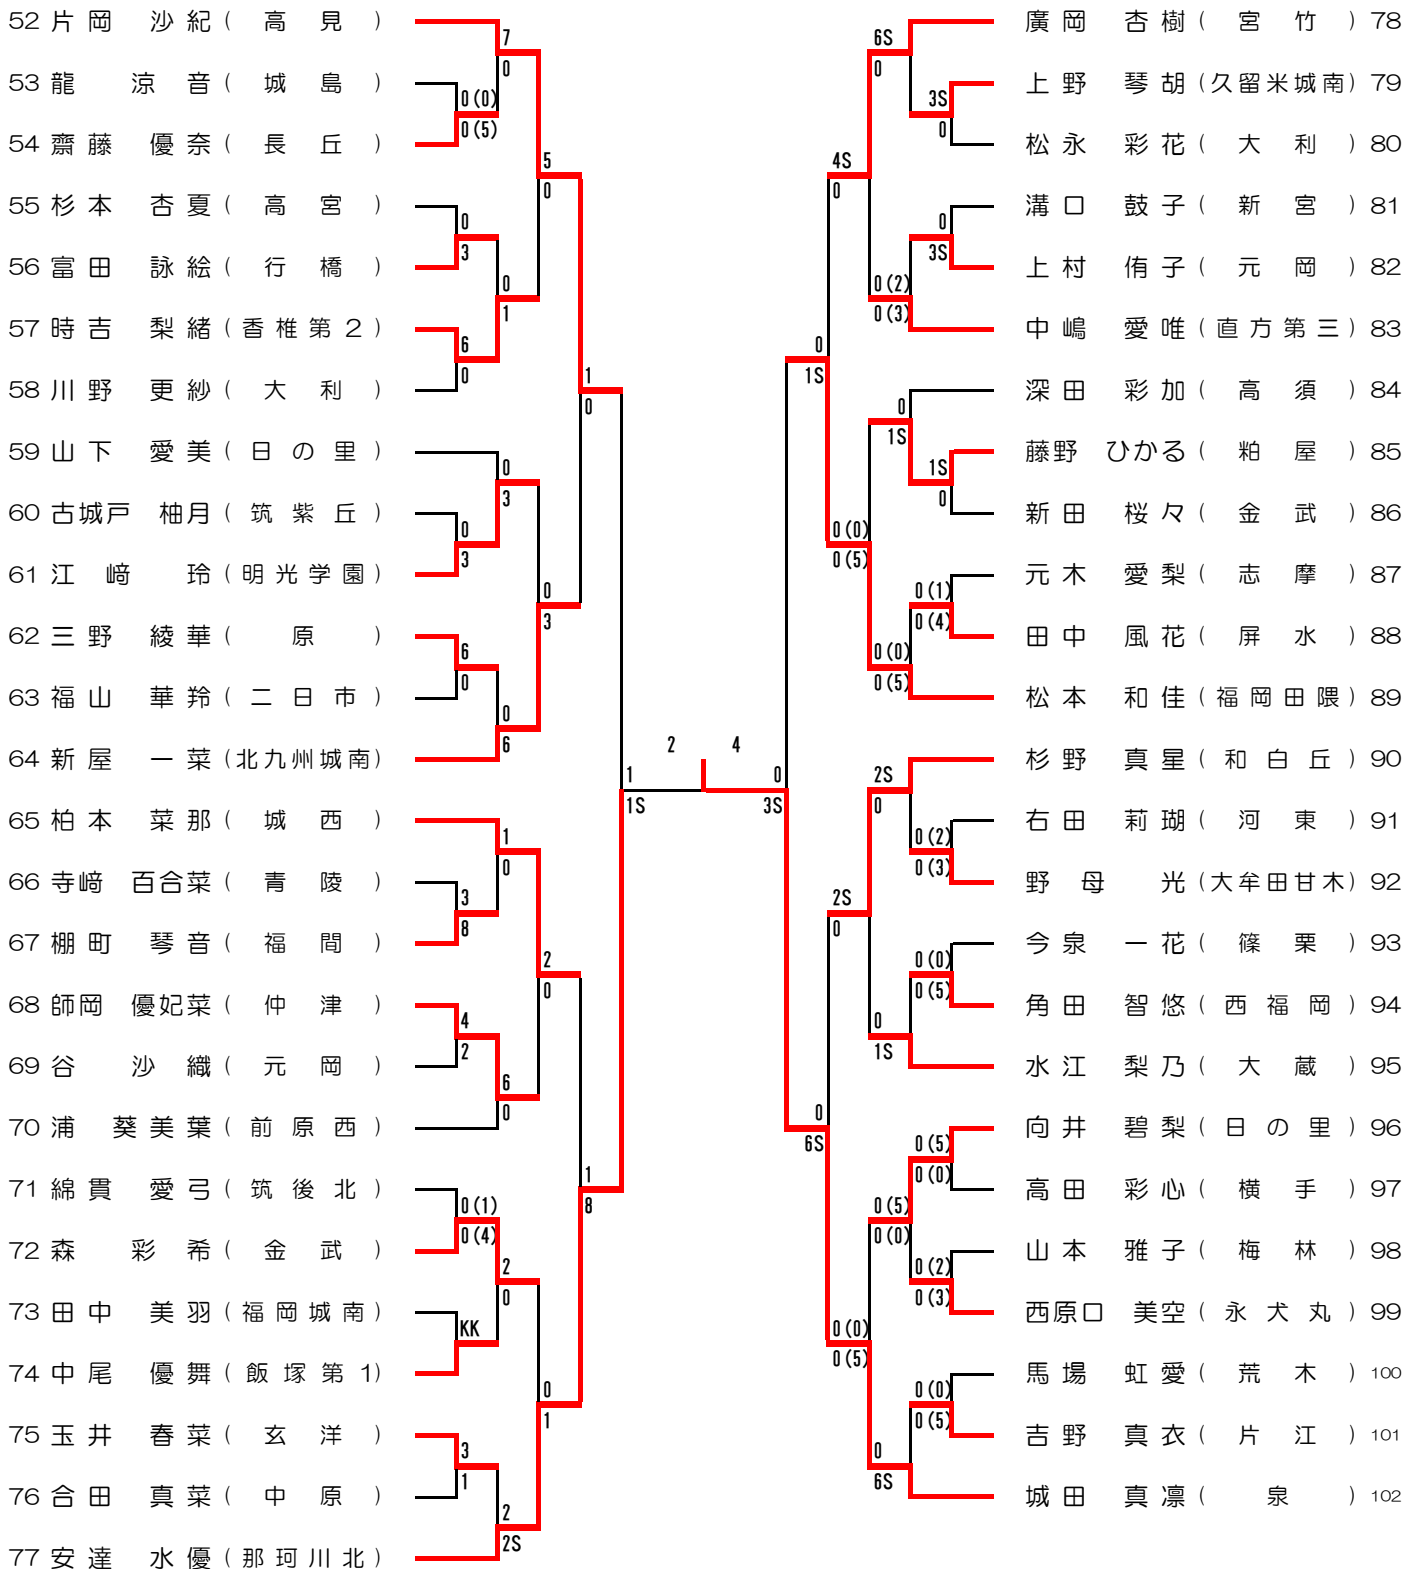 52 片岡 沙紀 ( 高見 )
53 龍 涼音 ( 城島 )
54 齋藤 優奈 ( 長丘 )
55 杉本 杏夏 ( 高宮 )
56 富田 詠絵 ( 行橋 )
57 時吉 梨緒 ( 香椎第2 )
58 川野 更紗 ( 大利 )
59 山下 愛美 ( 日の里 )
60 古城戸 柚月 ( 筑紫丘 )
61 江﨑 玲 ( 明光学園 )
62 三野 綾華 ( 原 )
63 福山 華羚 ( 二日市 )
64 新屋 一菜 ( 北九州城南 )
65 柏本 菜那 ( 城西 )
66 寺﨑 百合菜 ( 青陵 )
67 棚町 琴音 ( 福間 )
68 師岡 優妃菜 ( 仲津 )
69 谷 沙織 ( 元岡 )
70 浦 葵美葉 ( 前原西 )
71 綿貫 愛弓 ( 筑後北 )
72 森 彩希 ( 金武 )
73 田中 美羽 ( 福岡城南 )
74 中尾 優舞 ( 飯塚第1 )
75 玉井 春菜 ( 玄洋 )
76 合田 真菜 ( 中原 )
77 安達 水優 ( 那珂川北 )
7
0
0(0)
0(5)
5
0
0
3
0
1
6
0
1
0
0
3
0
3
0
3
6
0
0
6
1
1S
1
0
3
8
2
0
4
2
6
0
1
8
0(1)
0(4)
2
0
KK
0
1
3
1
2
2S
2 4
廣岡 杏樹 ( 宮竹 ) 78
上野 琴胡 ( 久留米城南 ) 79
松永 彩花 ( 大利 ) 80
溝口 鼓子 ( 新宮 ) 81
上村 侑子 ( 元岡 ) 82
中嶋 愛唯 ( 直方第三 ) 83
深田 彩加 ( 高須 ) 84
藤野 ひかる ( 粕屋 ) 85
新田 桜々 ( 金武 ) 86
元木 愛梨 ( 志摩 ) 87
田中 風花 ( 屏水 ) 88
松本 和佳 ( 福岡田隈 ) 89
杉野 真星 ( 和白丘 ) 90
右田 莉瑚 ( 河東 ) 91
野母 光 ( 大牟田甘木 ) 92
今泉 一花 ( 篠栗 ) 93
角田 智悠 ( 西福岡 ) 94
水江 梨乃 ( 大蔵 ) 95
向井 碧梨 ( 日の里 ) 96
高田 彩心 ( 横手 ) 97
山本 雅子 ( 梅林 ) 98
西原口 美空 ( 永犬丸 ) 99
馬場 虹愛 ( 荒木 ) 100
吉野 真衣 ( 片江 ) 101
城田 真凛 ( 泉 ) 102
6S
0
3S
0
4S
0
0
3S
0(2)
0(3)
0
1S
0
1S
1S
0
0(0)
0(5)
0(1)
0(4)
0(0)
0(5)
0
3S
2S
0
0(2)
0(3)
2S
0
0(0)
0(5)
0
1S
0
6S
0(5)
0(0)
0(5)
0(0)
0(2)
0(3)
0(0)
0(5)
0(0)
0(5)
0
6S